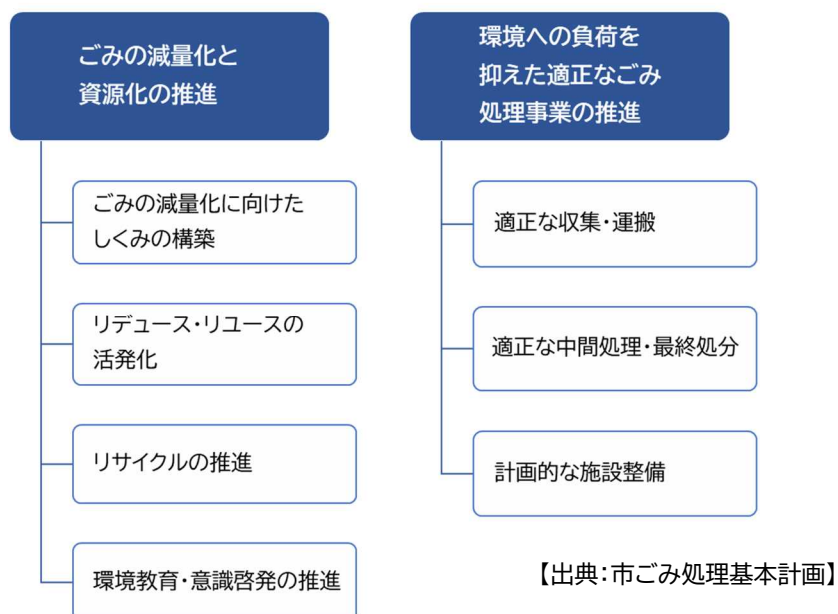 ごみの減量化と
資源化の推進
ごみの減量化に向けた
しくみの構築
リデュース・リユースの
活発化
リサイクルの推進
環境教育・意識啓発の推進
環境への負荷を
抑えた適正なごみ
処理事業の推進
適正な収集・運搬
適正な中間処理・最終処分
計画的な施設整備
【出典：市ごみ処理基本計画】